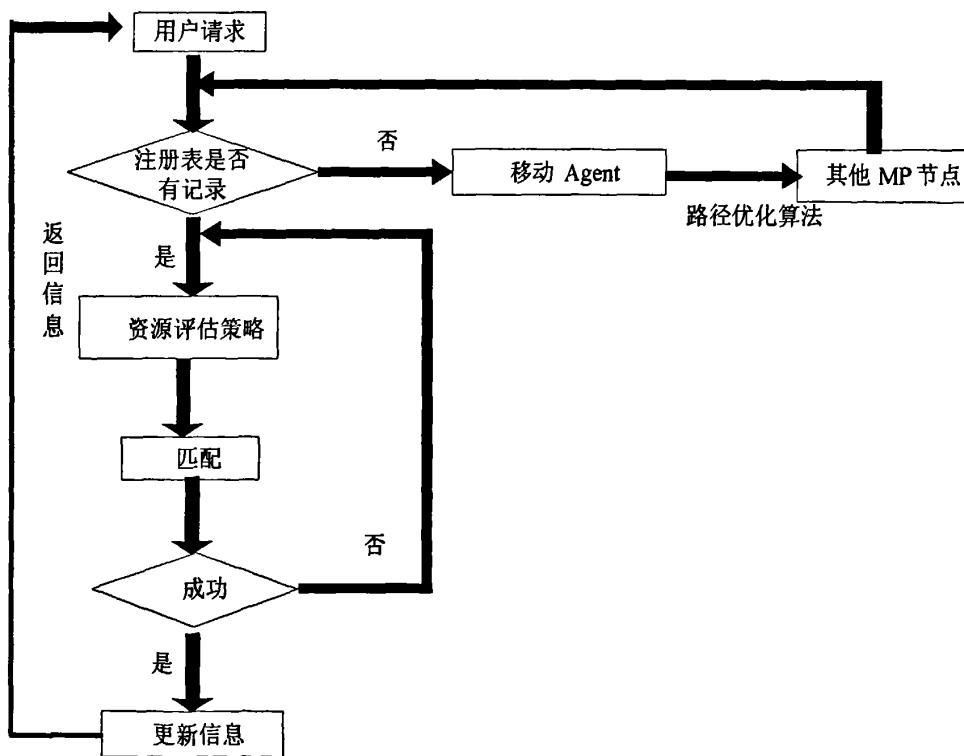 用户请求
否
注册表是否
有记录
移动 Agent
其他 MP 节点
路径优化算法
返
回
信
息
是
资源评估策略
匹配
否
成功
是
更新信息